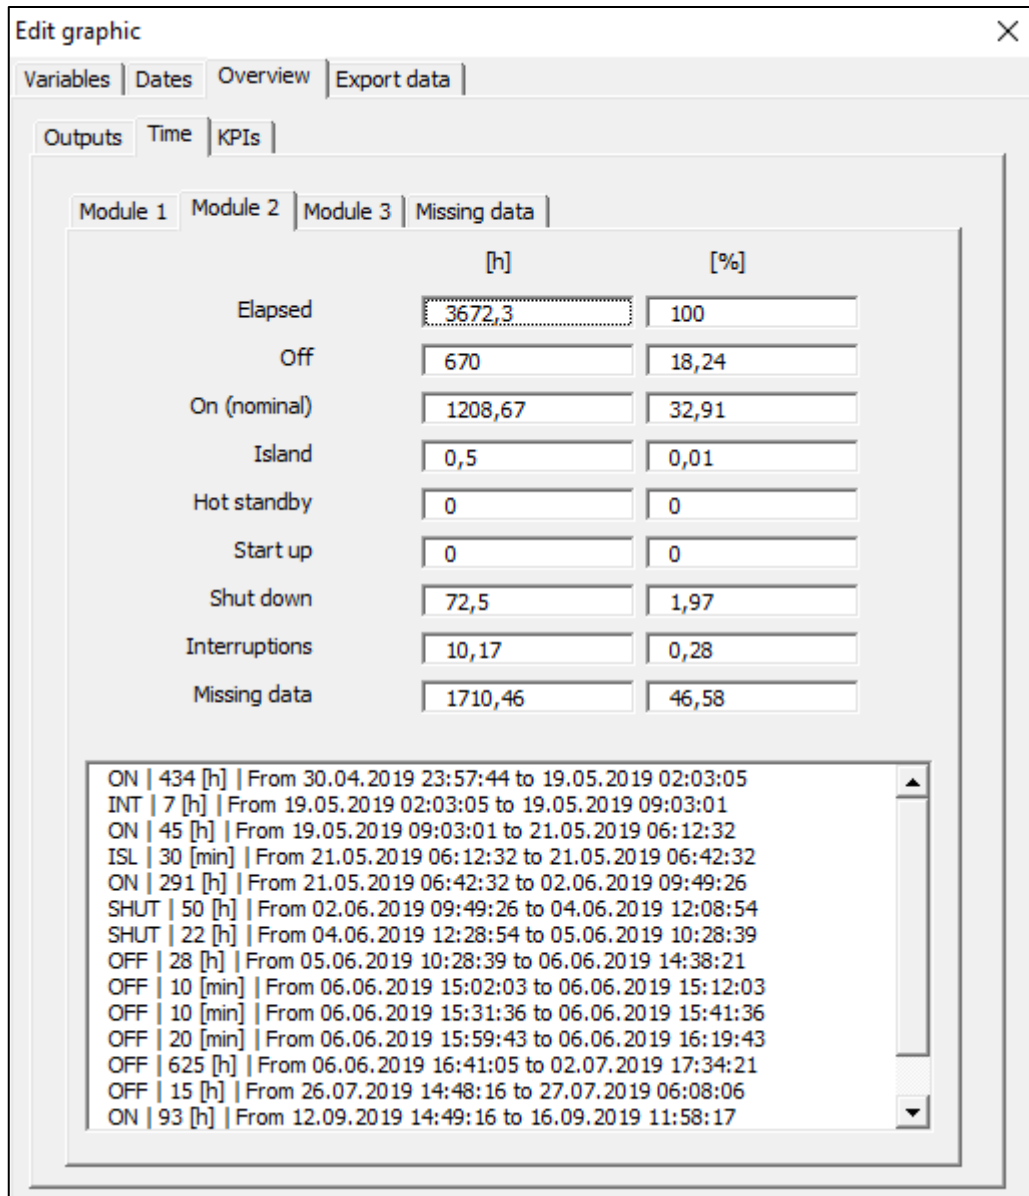 Edit graphic
Variables Dates Overview Export data
Outputs Time KPIs
Module 1 Module 2 Module 3 Missing data
[h] [%]
Elapsed 3672,3 100
Off 670 18,24
On (nominal) 1208,67 32,91
Island 0,5 0,01
Hot standby 0 0
Start up 0 0
Shut down 72,5 1,97
Interruptions 10,17 0,28
Missing data 1710,46 46,58
ON | 434 [h] | From 30.04.2019 23:57:44 to 19.05.2019 02:03:05
INT | 7 [h] | From 19.05.2019 02:03:05 to 19.05.2019 09:03:01
ON | 45 [h] | From 19.05.2019 09:03:01 to 21.05.2019 06:12:32
ISL | 30 [min] | From 21.05.2019 06:12:32 to 21.05.2019 06:42:32
ON | 291 [h] | From 21.05.2019 06:42:32 to 02.06.2019 09:49:26
SHUT | 50 [h] | From 02.06.2019 09:49:26 to 04.06.2019 12:08:54
SHUT | 22 [h] | From 04.06.2019 12:28:54 to 05.06.2019 10:28:39
OFF | 28 [h] | From 05.06.2019 10:28:39 to 06.06.2019 14:38:21
OFF | 10 [min] | From 06.06.2019 15:02:03 to 06.06.2019 15:12:03
OFF | 10 [min] | From 06.06.2019 15:31:36 to 06.06.2019 15:41:36
OFF | 20 [min] | From 06.06.2019 15:59:43 to 06.06.2019 16:19:43
OFF | 625 [h] | From 06.06.2019 16:41:05 to 02.07.2019 17:34:21
OFF | 15 [h] | From 26.07.2019 14:48:16 to 27.07.2019 06:08:06
ON | 93 [h] | From 12.09.2019 14:49:16 to 16.09.2019 11:58:17